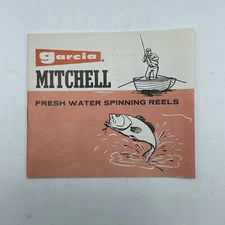 garcia
MITCHELL
FRESH WATER SPINNING REELS